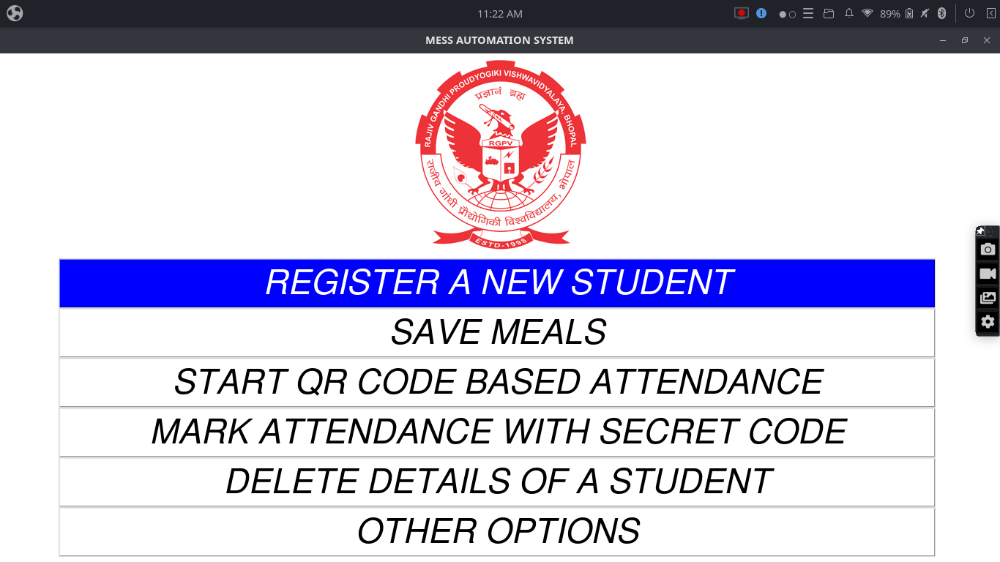 11:22 AM
89%
MESS AUTOMATION SYSTEM
RAJIV GANDHI PROUDYOGIKI VISHWAVIDYALAYA, BHOPAL
प्रज्ञानं ब्रह्म
RGPV
राजीव गांधी प्रौद्योगिकी विश्वविद्यालय, भोपाल
ESTD-1998
REGISTER A NEW STUDENT
SAVE MEALS
START QR CODE BASED ATTENDANCE
MARK ATTENDANCE WITH SECRET CODE
DELETE DETAILS OF A STUDENT
OTHER OPTIONS